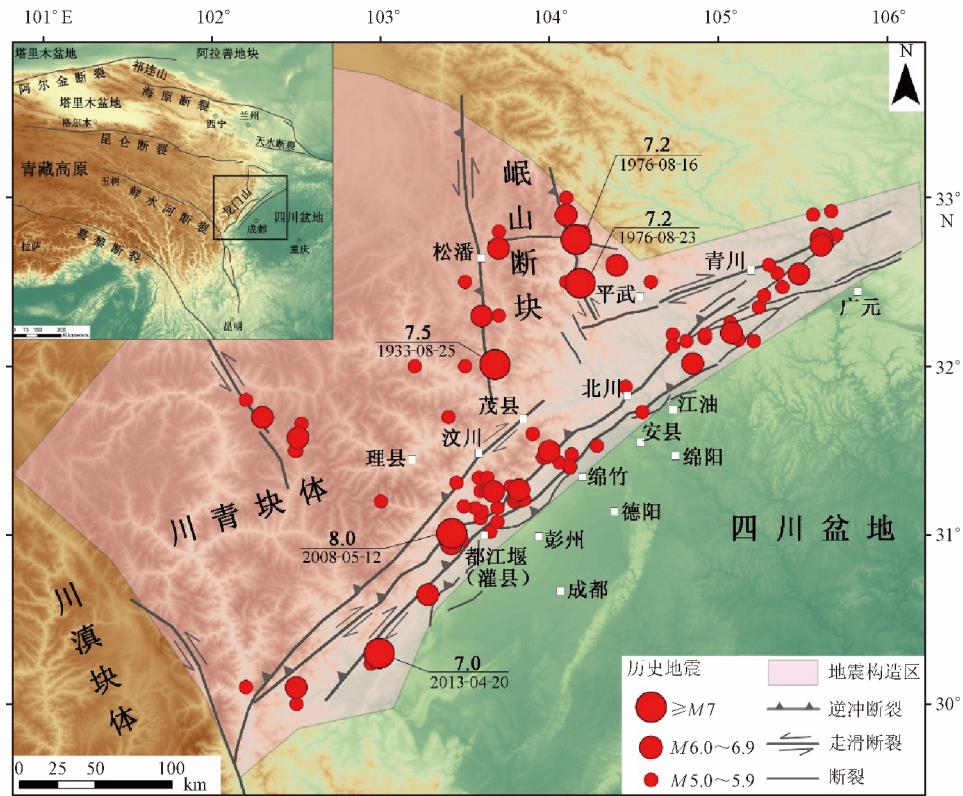 101° E
102°
103°
104°
105°
106°
33°
N
32°
31°
30°
N
塔里木盆地
阿拉善地块
阿尔金断裂
祁连山
海原断裂
塔里木盆地
格尔木
西宁
兰州
天水断裂
昆仑断裂
青藏高原
玉树
鲜水河断裂
龙门山
成都
四川盆地
重庆
拉萨
嘉黎断裂
昆明
0 75 150 300
Kilometers
岷山断块
7.2
1976-08-16
7.2
1976-08-23
松潘
平武
青川
广元
7.5
1933-08-25
北川
茂县
江油
汶川
安县
理县
绵阳
绵竹
川青块体
德阳
四川盆地
8.0
2008-05-12
都江堰
(灌县)
彭州
成都
川滇块体
7.0
2013-04-20
历史地震
≥M7
M6.0～6.9
M5.0～5.9
地震构造区
逆冲断裂
走滑断裂
断裂
0 25 50 100
km